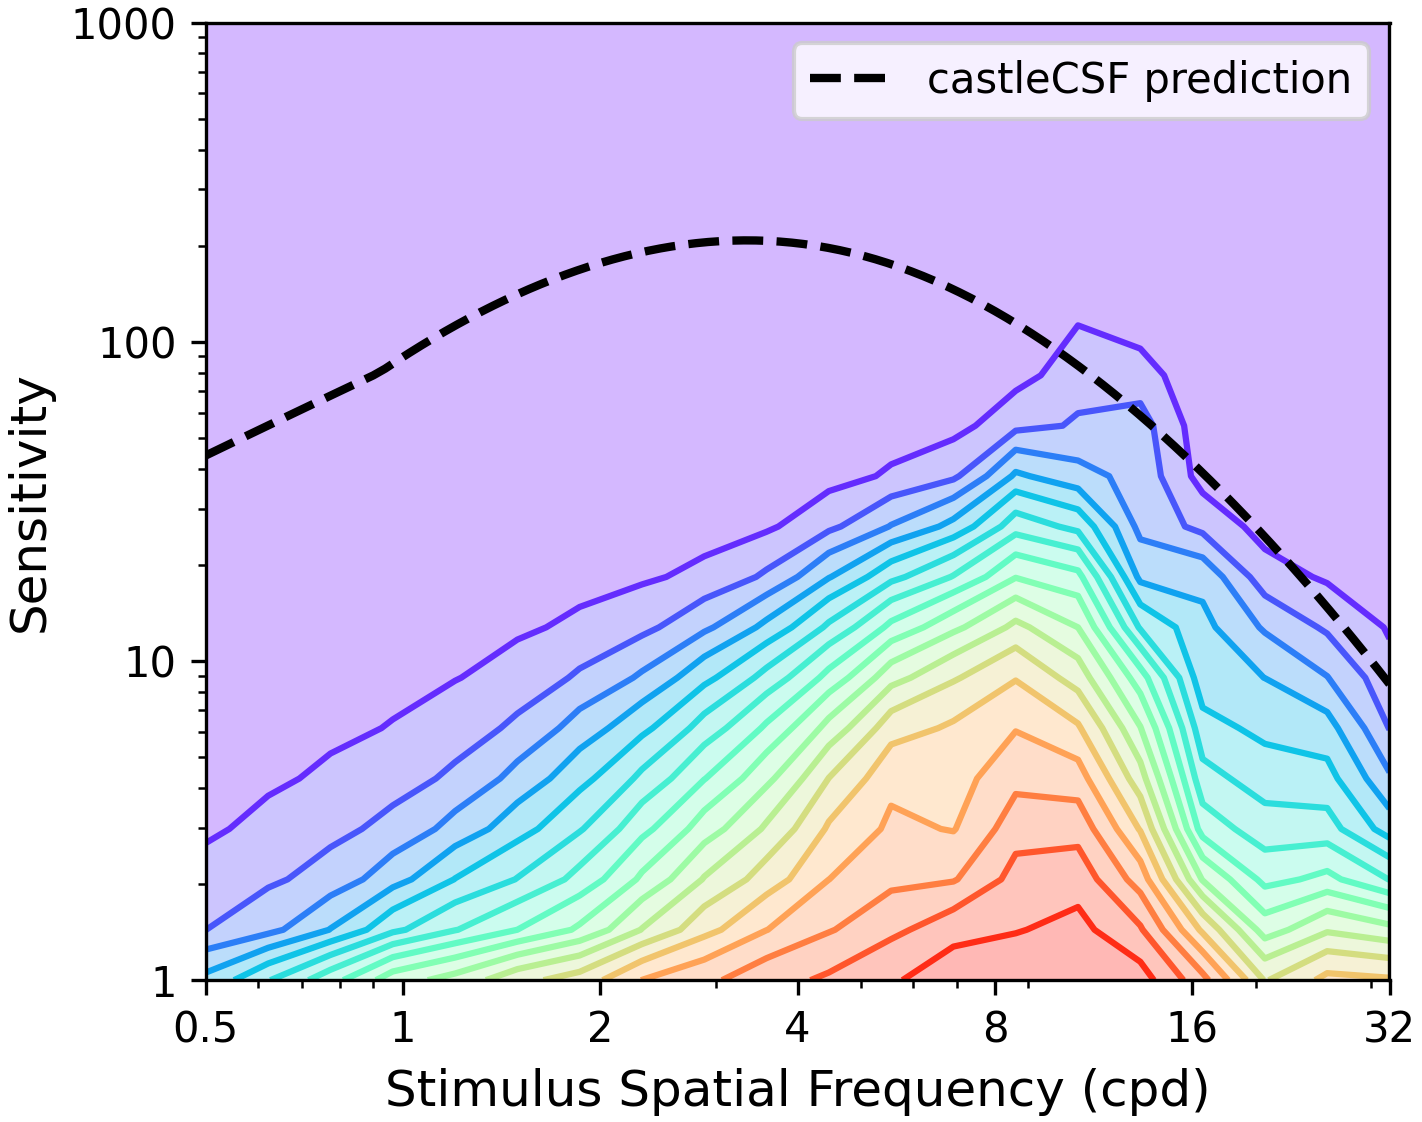 1000
castleCSF prediction
100
Sensitivity
10
1
0.5 1 2 4 8 16 32
Stimulus Spatial Frequency (cpd)